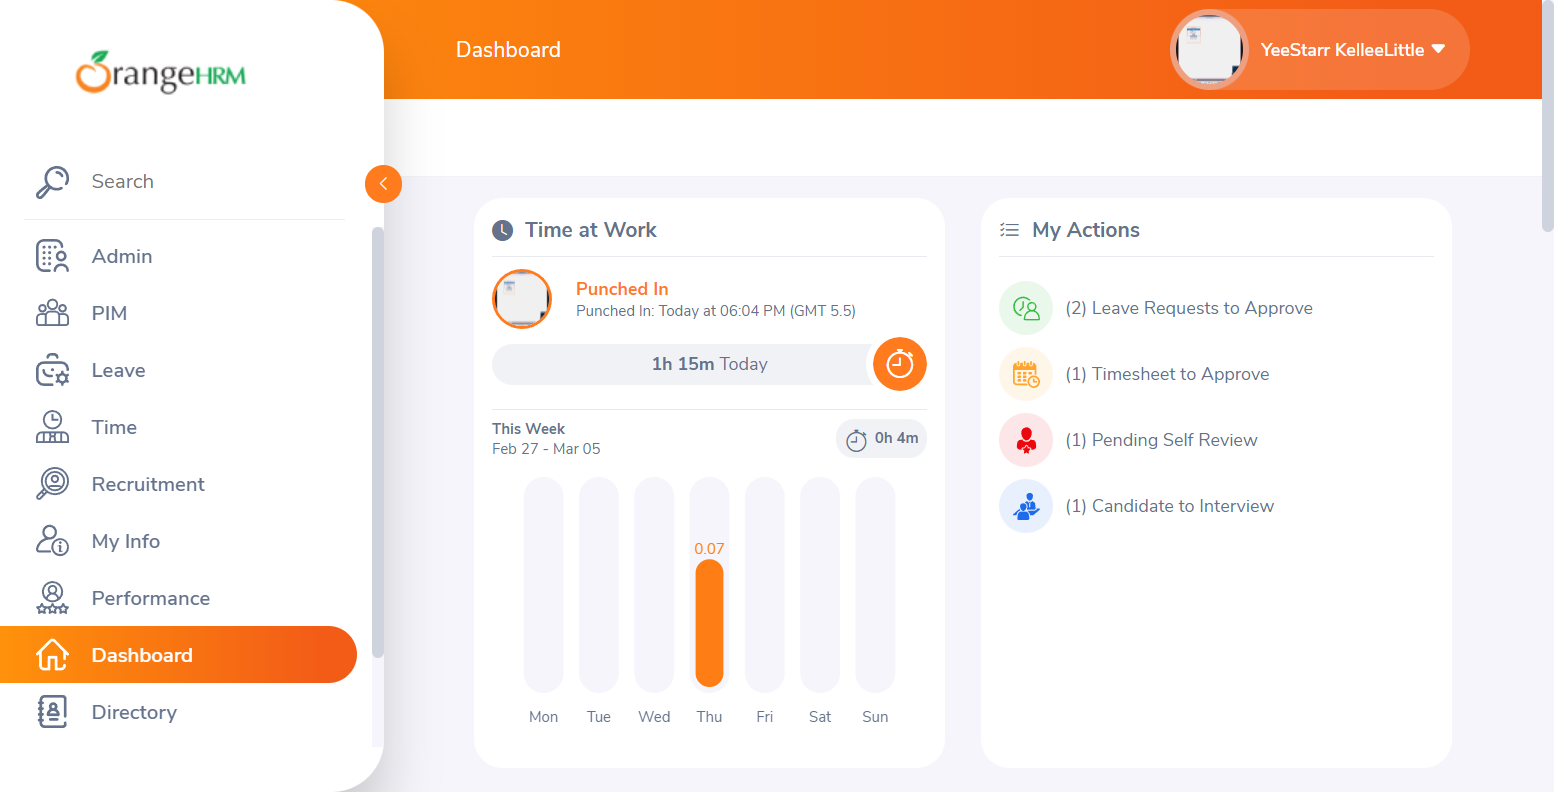 OrangeHRM
Search
Admin
PIM
Leave
Time
Recruitment
My Info
Performance
Dashboard
Directory
Dashboard
YeeStarr KelleeLittle
Time at Work
Punched In
Punched In: Today at 06:04 PM (GMT 5.5)
1h 15m Today
This Week
Feb 27 - Mar 05
0h 4m
0.07
Mon Tue Wed Thu Fri Sat Sun
My Actions
(2) Leave Requests to Approve
(1) Timesheet to Approve
(1) Pending Self Review
(1) Candidate to Interview